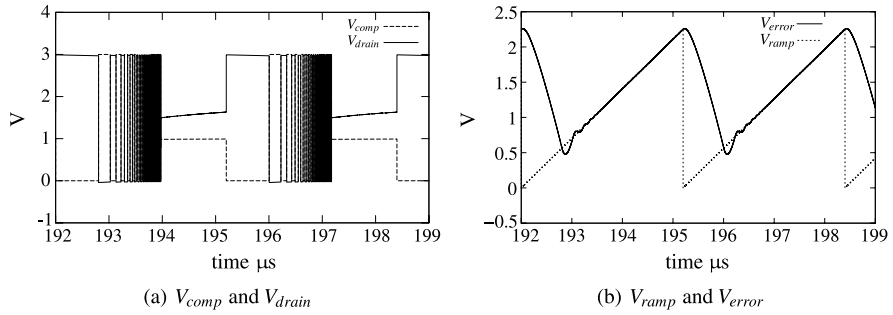 V_comp
V_drain
4
3
2
1
0
-1
V
192 193 194 195 196 197 198 199
time μs
(a) V_comp and V_drain
V_error
V_ramp
2.5
2
1.5
1
0.5
0
−0.5
V
192 193 194 195 196 197 198 199
time μs
(b) V_ramp and V_error